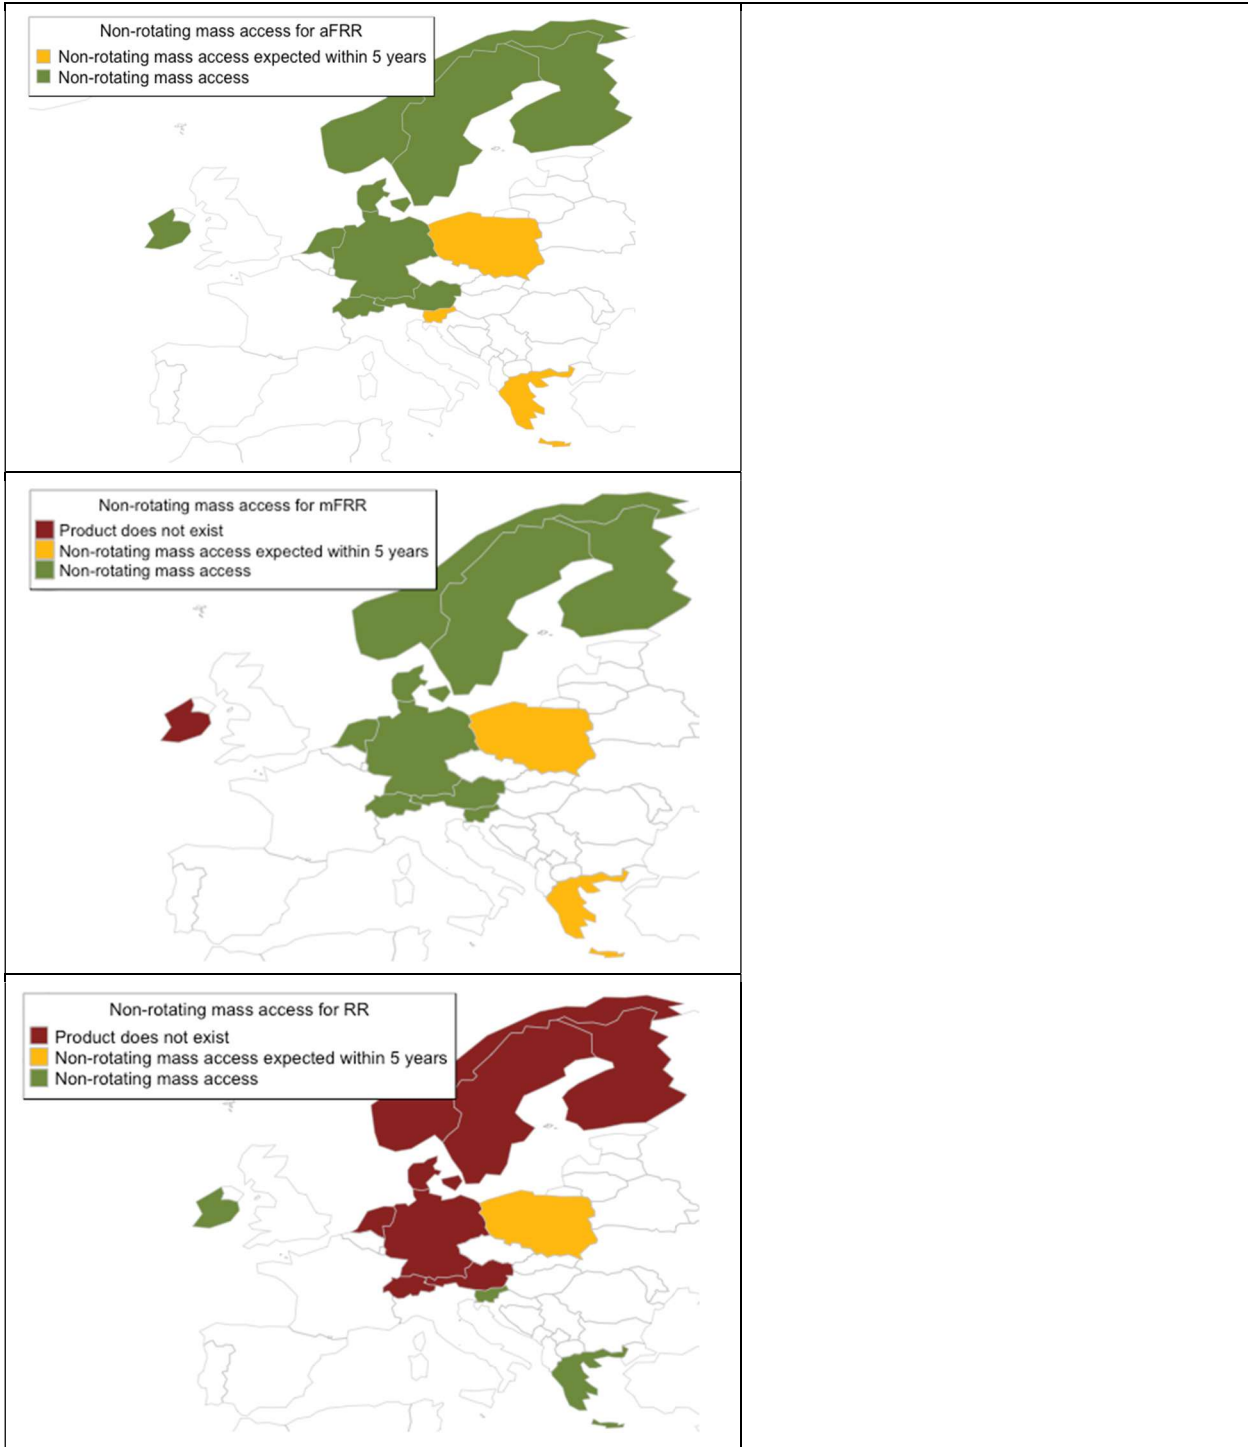 Non-rotating mass access for aFRR
Non-rotating mass access expected within 5 years
Non-rotating mass access
Non-rotating mass access for mFRR
Product does not exist
Non-rotating mass access expected within 5 years
Non-rotating mass access
Non-rotating mass access for RR
Product does not exist
Non-rotating mass access expected within 5 years
Non-rotating mass access